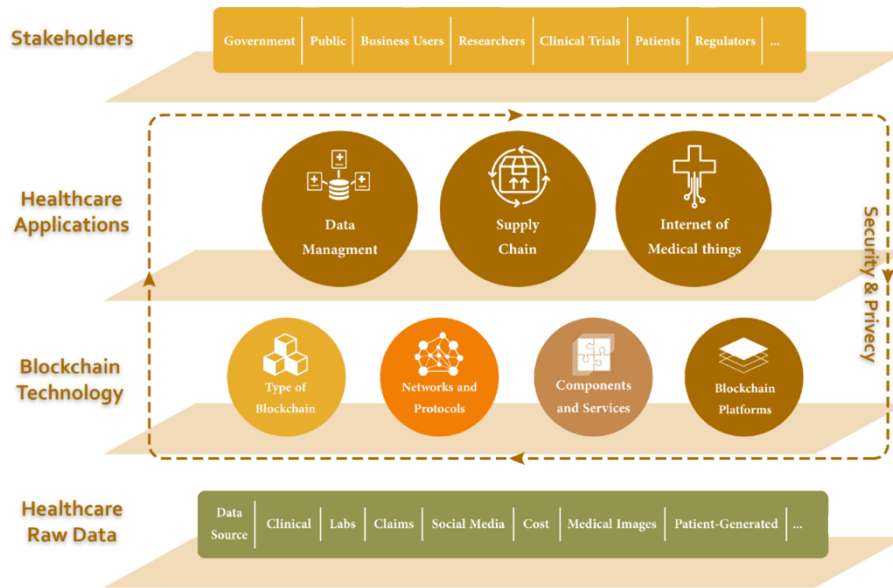 Stakeholders
Government
Public
Business Users
Researchers
Clinical Trials
Patients
Regulators
...
Healthcare
Applications
Data
Managment
Supply
Chain
Internet of
Medical things
Security & Privecy
Blockchain
Technology
Type of
Blockchain
Networks and
Protocols
Components
and Services
Blockchain
Platforms
Healthcare
Raw Data
Data
Source
Clinical
Labs
Claims
Social Media
Cost
Medical Images
Patient-Generated
...